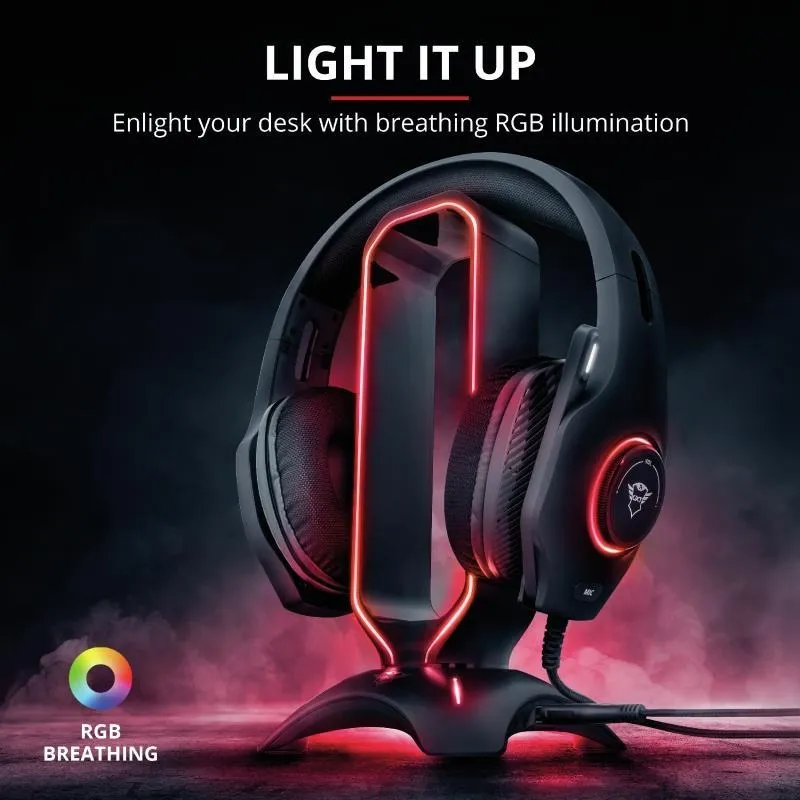 LIGHT IT UP
Enlight your desk with breathing RGB illumination
MIC
RGB
BREATHING